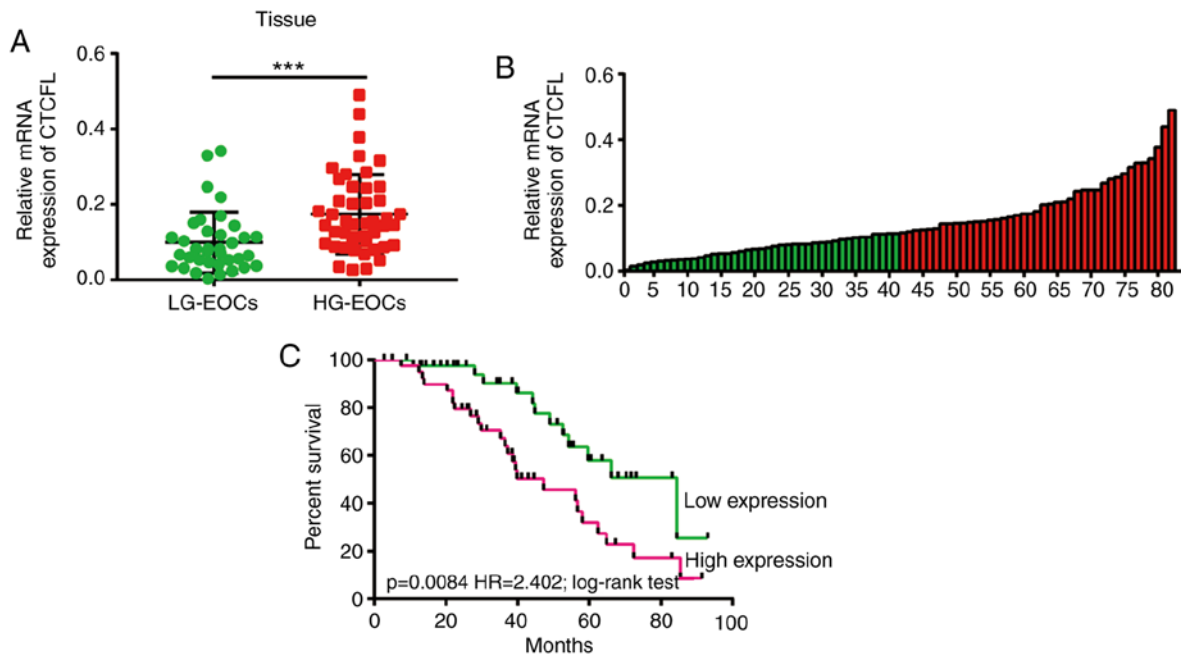 A
Tissue
Relative mRNA
expression of CTCFL
0.6
0.4
0.2
0.0
***
LG-EOCs
HG-EOCs
B
Relative mRNA
expression of CTCFL
0.6
0.4
0.2
0.0
0 5 10 15 20 25 30 35 40 45 50 55 60 65 70 75 80
C
Percent survival
100
80
60
40
20
0
Low expression
High expression
p=0.0084 HR=2.402; log-rank test
0 20 40 60 80 100
Months